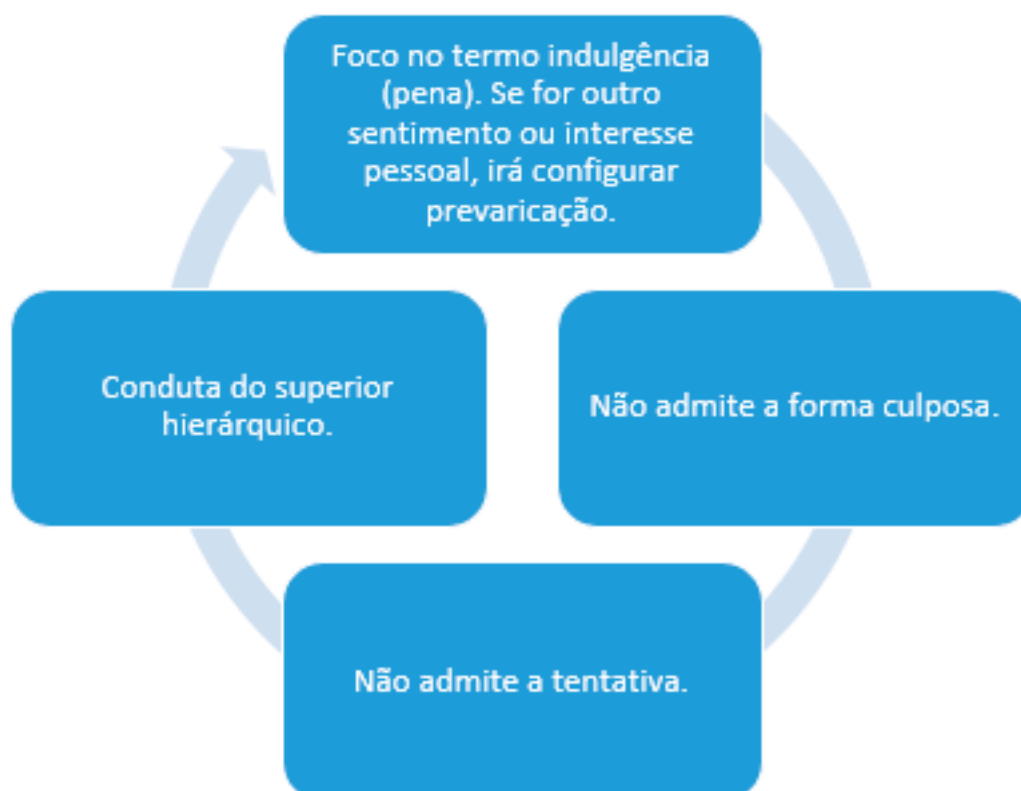 Foco no termo indulgência
(pena). Se for outro
sentimento ou interesse
pessoal, irá configurar
prevaricação.
Não admite a forma culposa.
Não admite a tentativa.
Conduta do superior
hierárquico.